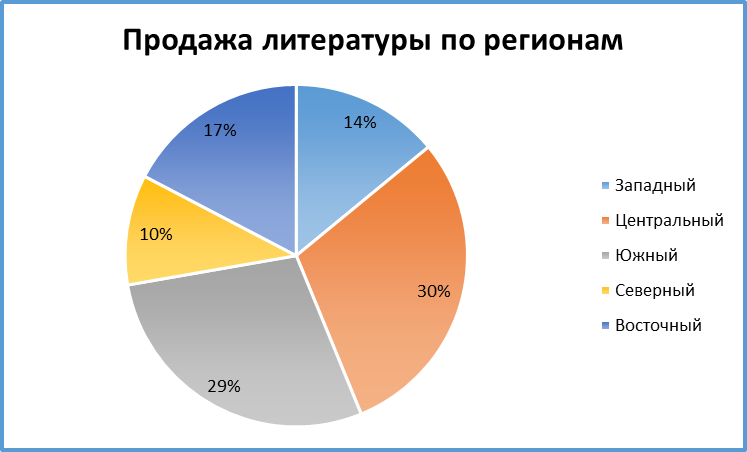 Продажа литературы по регионам
17%
14%
10%
30%
29%
Западный
Центральный
Южный
Северный
Восточный